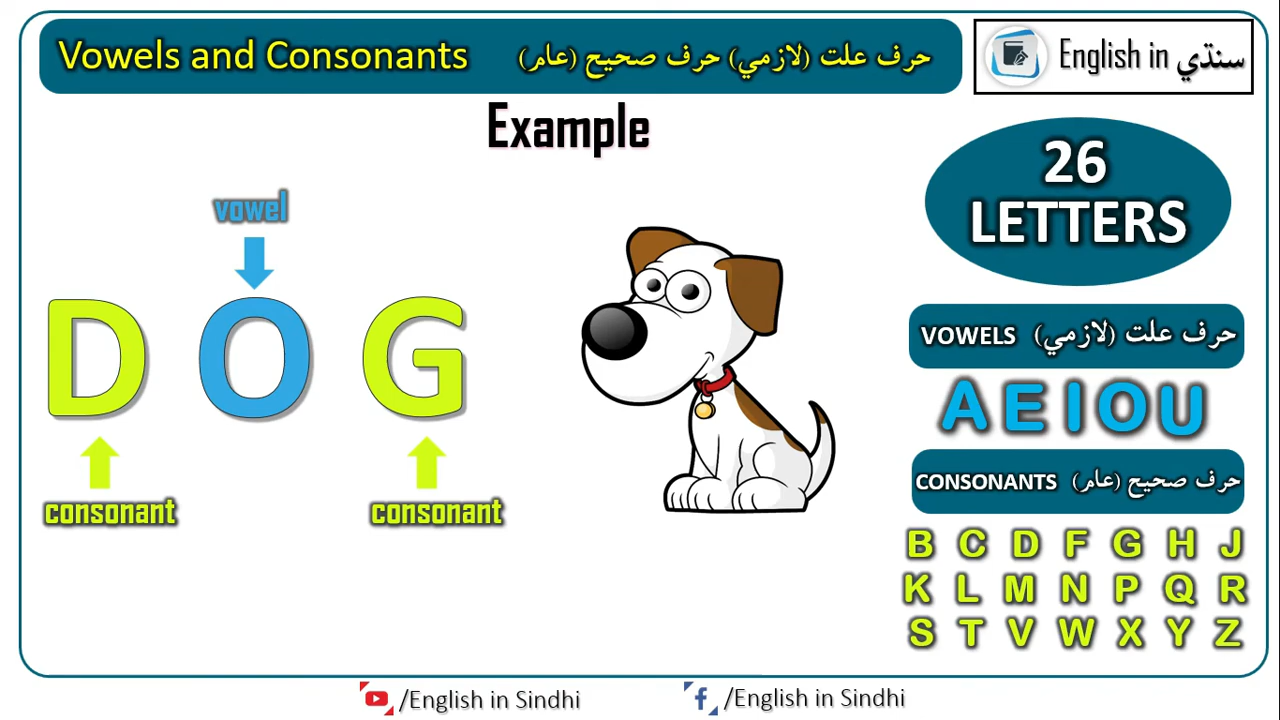 Vowels and Consonants حرف علت (لازمي) حرف صحيح (عام)
English in سنڌي
Example
26
LETTERS
vowel
D O G
consonant consonant
VOWELS حرف علت (لازمي)
A E I O U
CONSONANTS حرف صحيح (عام)
B C D F G H J
K L M N P Q R
S T V W X Y Z
/English in Sindhi /English in Sindhi